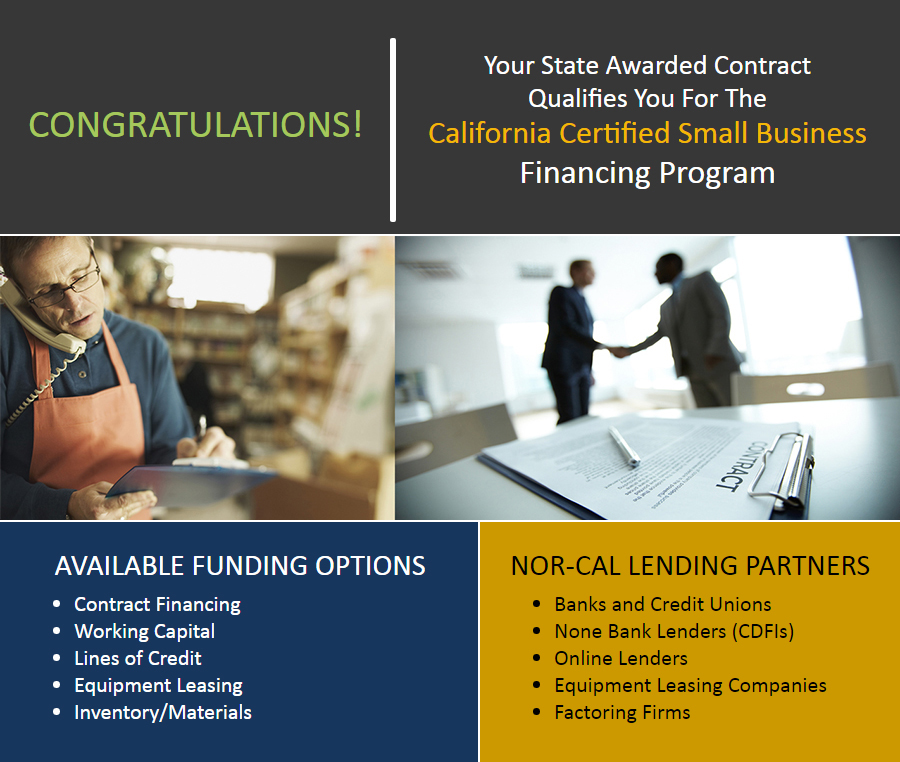 CONGRATULATIONS!
Your State Awarded Contract
Qualifies You For The
California Certified Small Business
Financing Program
CONTRACT
AVAILABLE FUNDING OPTIONS
• Contract Financing
• Working Capital
• Lines of Credit
• Equipment Leasing
• Inventory/Materials
NOR-CAL LENDING PARTNERS
• Banks and Credit Unions
• None Bank Lenders (CDFIs)
• Online Lenders
• Equipment Leasing Companies
• Factoring Firms